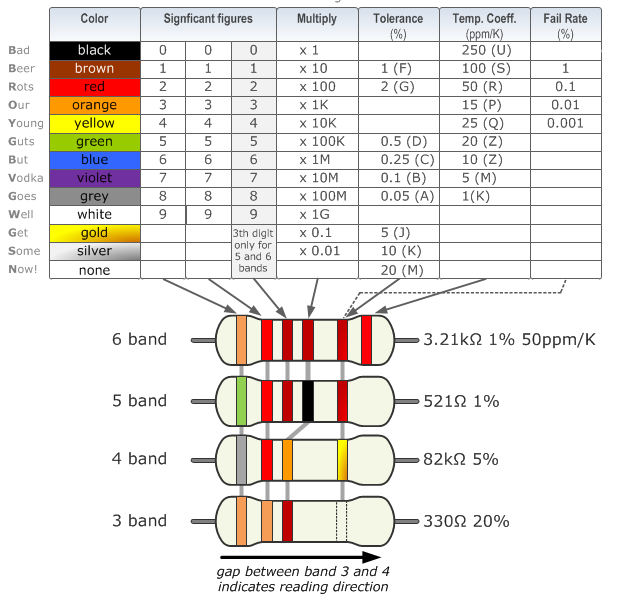 Color Signficant figures Multiply Tolerance (%) Temp. Coeff. (ppm/K) Fail Rate (%)
Bad black 0 0 0 x 1 250 (U)
Beer brown 1 1 1 x 10 1 (F) 100 (S) 1
Rots red 2 2 2 x 100 2 (G) 50 (R) 0.1
Our orange 3 3 3 x 1K 15 (P) 0.01
Young yellow 4 4 4 x 10K 25 (Q) 0.001
Guts green 5 5 5 x 100K 0.5 (D) 20 (Z)
But blue 6 6 6 x 1M 0.25 (C) 10 (Z)
Vodka violet 7 7 7 x 10M 0.1 (B) 5 (M)
Goes grey 8 8 8 x 100M 0.05 (A) 1(K)
Well white 9 9 9 x 1G
Get gold x 0.1 5 (J)
Some silver x 0.01 10 (K)
Now! none 20 (M)
3th digit
only for
5 and 6
bands
6 band 3.21kΩ 1% 50ppm/K
5 band 521Ω 1%
4 band 82kΩ 5%
3 band 330Ω 20%
gap between band 3 and 4
indicates reading direction